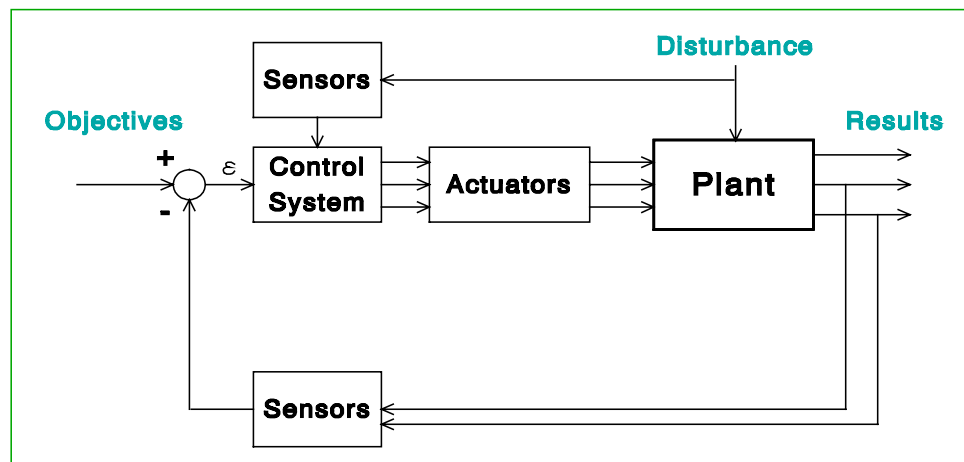 Disturbance
Sensors
Objectives
Results
+
ε
Control
System
Actuators
Plant
-
Sensors